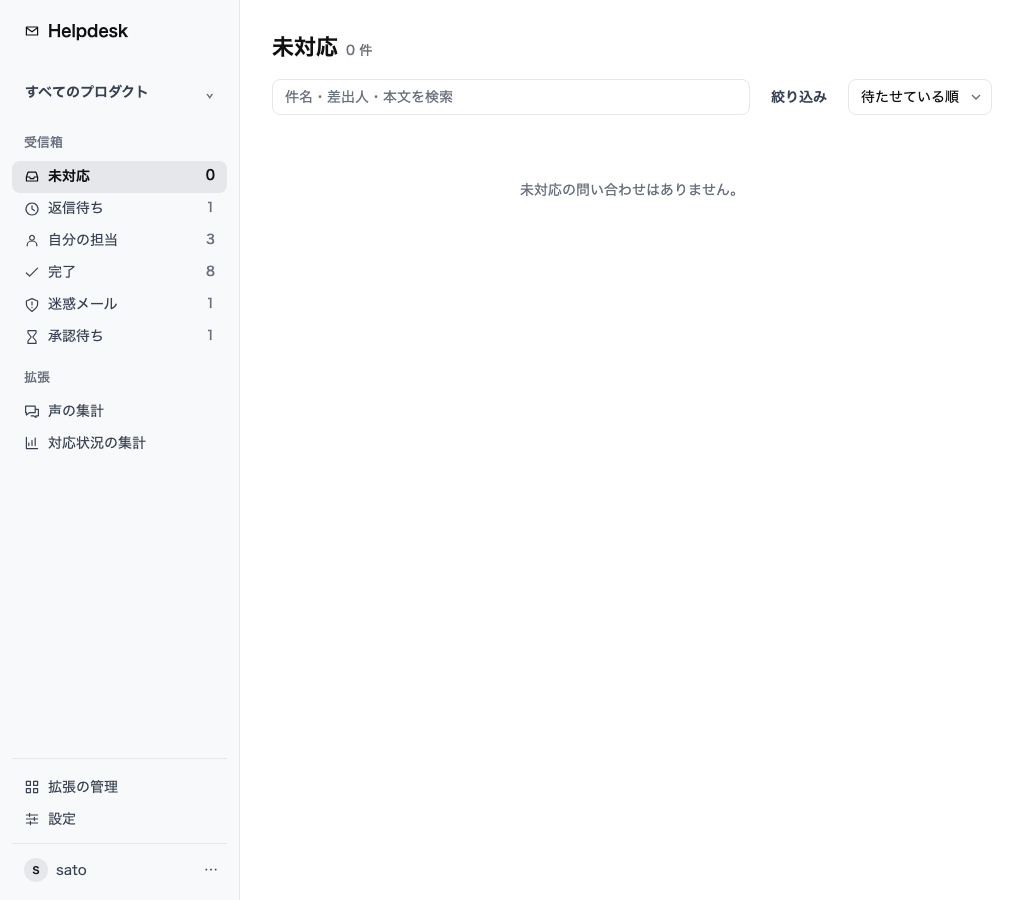 Helpdesk
すべてのプロダクト
受信箱
未対応 0
返信待ち 1
自分の担当 3
完了 8
迷惑メール 1
承認待ち 1
拡張
声の集計
対応状況の集計
拡張の管理
設定
S sato
未対応 0 件
件名・差出人・本文を検索 絞り込み 待たせている順
未対応の問い合わせはありません。